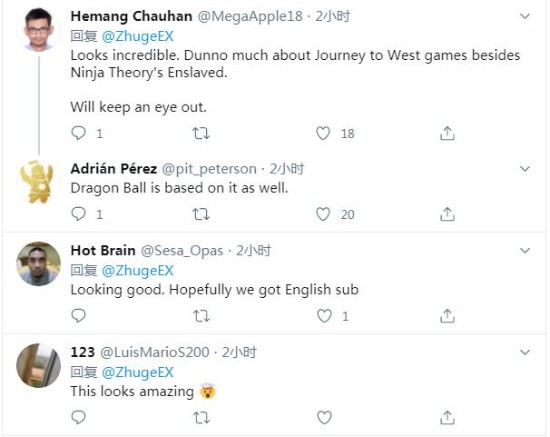 Hemang Chauhan @MegaApple18 · 2小时
回复 @ZhugeEX
Looks incredible. Dunno much about Journey to West games besides
Ninja Theory's Enslaved.
Will keep an eye out.
1 18
Adrián Pérez @pit_peterson · 2小时
Dragon Ball is based on it as well.
1 20
Hot Brain @Sesa_Opas · 2小时
回复 @ZhugeEX
Looking good. Hopefully we got English sub
1
123 @LuisMarioS200 · 2小时
回复 @ZhugeEX
This looks amazing 🤯